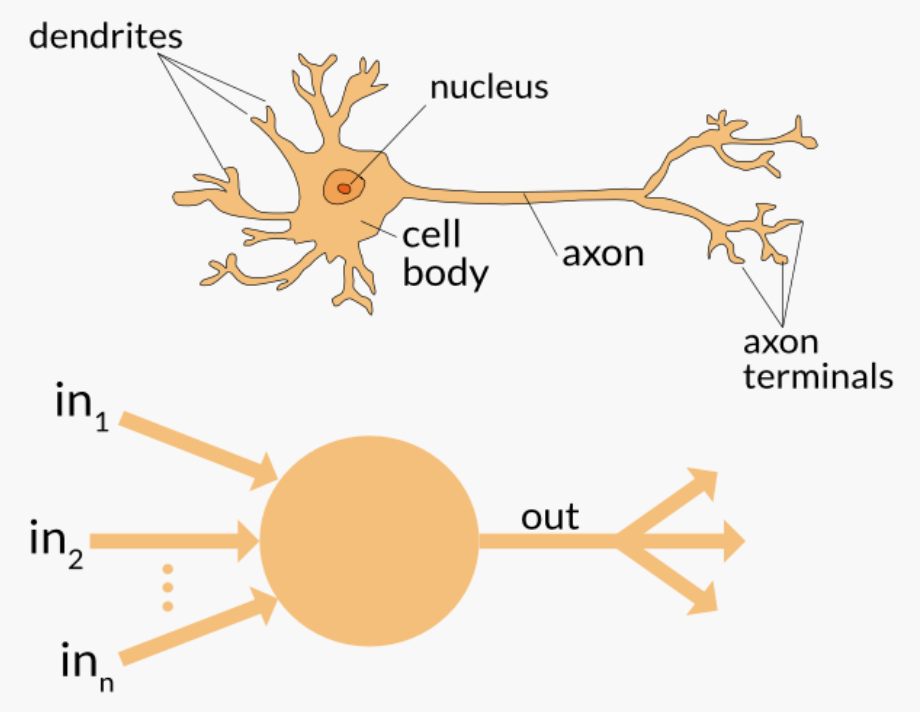 dendrites
nucleus
cell
body
axon
axon
terminals
in1
out
in2
inn